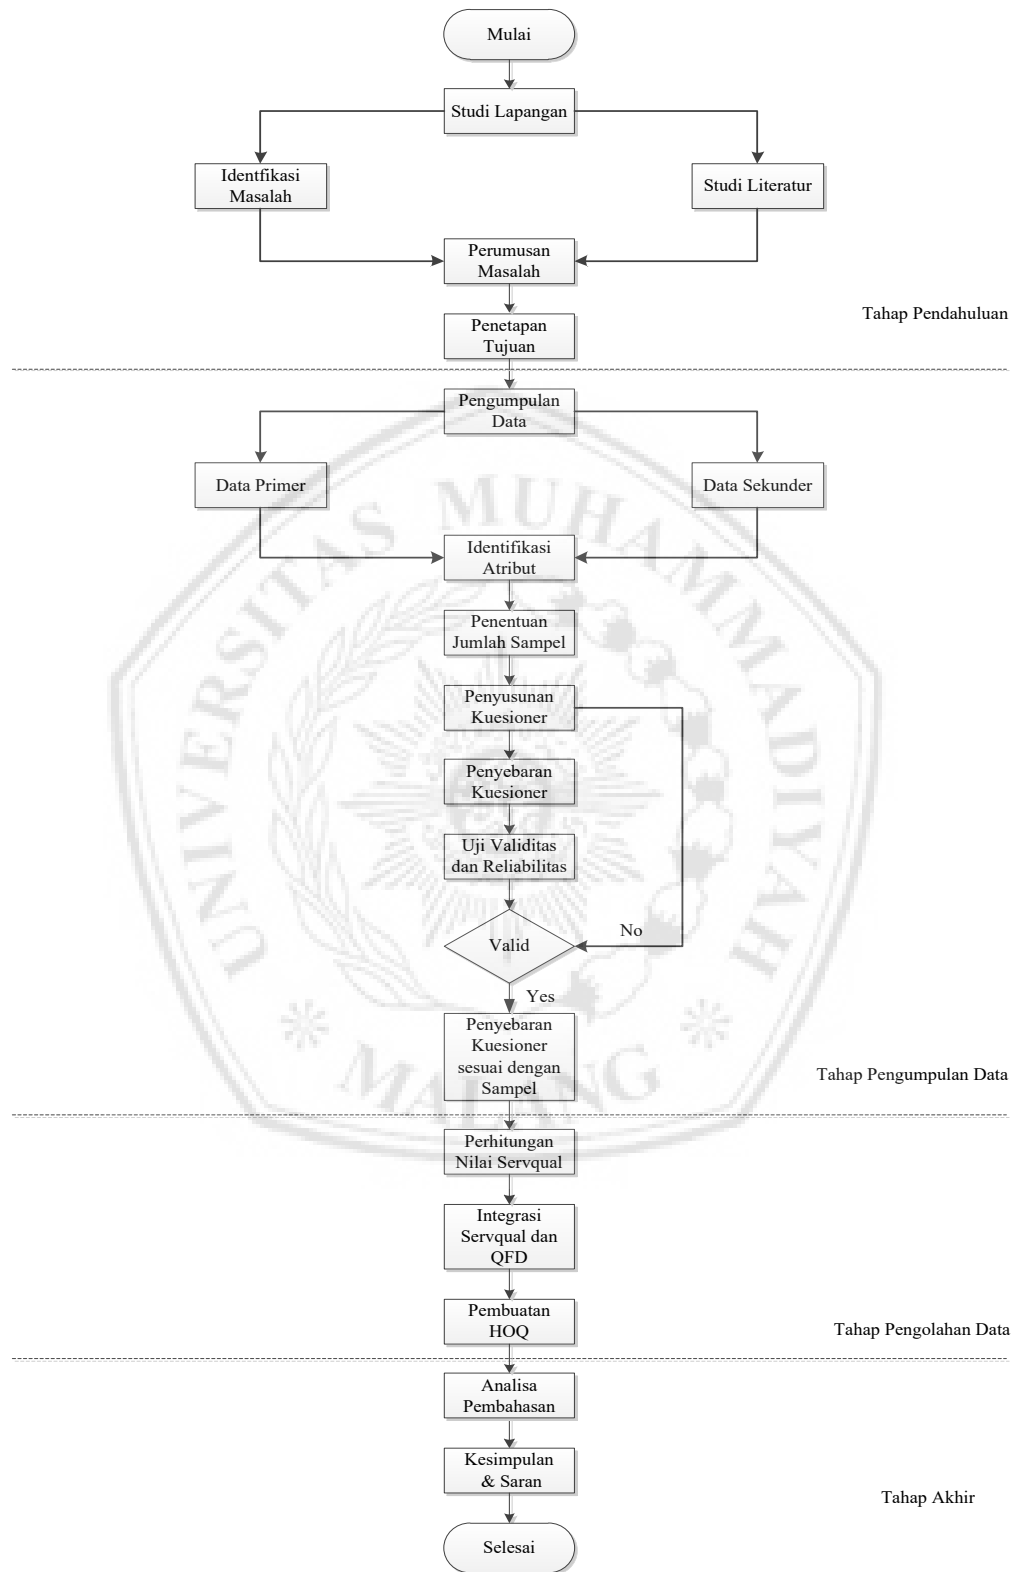 Mulai
Studi Lapangan
Identfikasi
Masalah
Studi Literatur
Perumusan
Masalah
Tahap Pendahuluan
Penetapan
Tujuan
Pengumpulan
Data
Data Primer
Data Sekunder
UNIVERSITAS MUHAMMADIYAH
MALANG
Identifikasi
Atribut
Penentuan
Jumlah Sampel
Penyusunan
Kuesioner
Penyebaran
Kuesioner
Uji Validitas
dan Reliabilitas
No
Valid
Yes
Penyebaran
Kuesioner
sesuai dengan
Sampel
Tahap Pengumpulan Data
Perhitungan
Nilai Servqual
Integrasi
Servqual dan
QFD
Pembuatan
HOQ
Tahap Pengolahan Data
Analisa
Pembahasan
Kesimpulan
& Saran
Tahap Akhir
Selesai